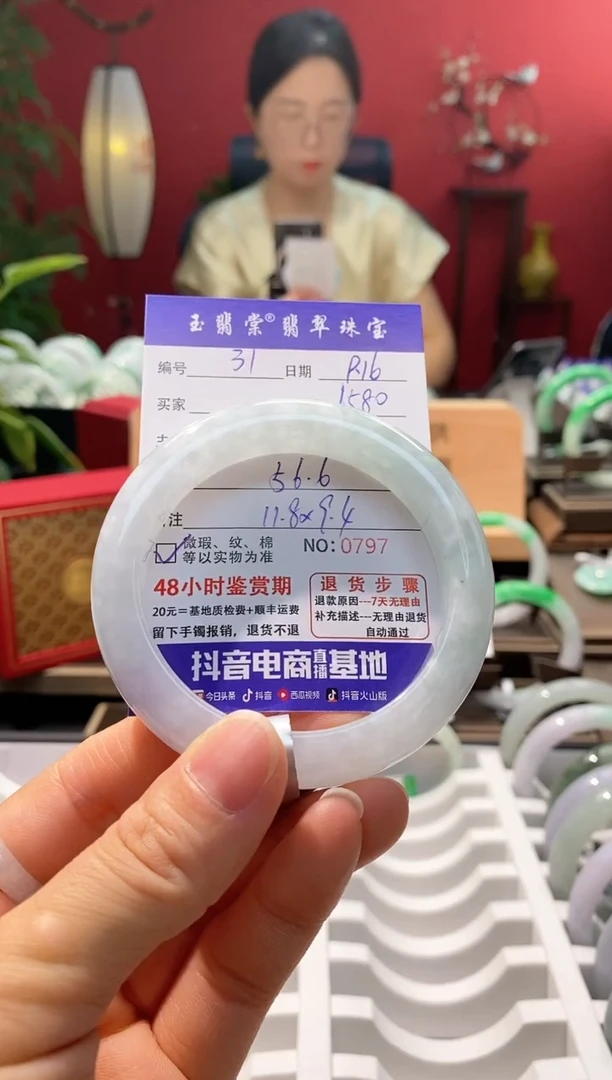 玉翡棠®翡翠珠宝
编号 31 日期 R16
买家 1580
56.6
注 11.8x9.4
微瑕、纹、棉 NO:0797
等以实物为准
48小时鉴赏期
20元=基地质检费+顺丰运费
留下手镯报销，退货不退
退货步骤
退款原因---7天无理由
补充描述---无理由退货
自动通过
抖音电商直播基地
今日头条 抖音 西瓜视频 抖音火山版